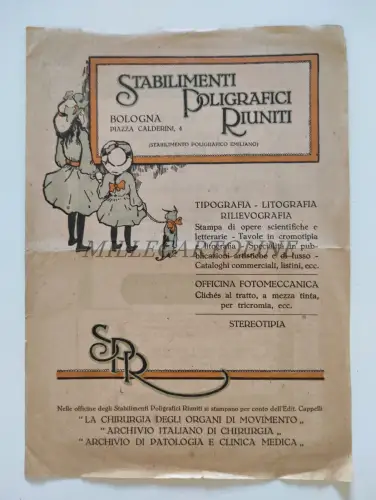 STABILIMENTI
POLIGRAFICI
RIUNITI
BOLOGNA
PIAZZA CALDERINI, 4
(STABILIMENTO POLIGRAFICO EMILIANO)
TIPOGRAFIA - LITOGRAFIA
RILIEVOGRAFIA
Stampa di opere scientifiche e
letterarie - Tavole in cromotipia
e litografia - Specialità in pub-
blicazioni artistiche e di lusso -
Cataloghi commerciali, listini, ecc.
MILLECARTOLINE
OFFICINA FOTOMECCANICA
Clichés al tratto, a mezza tinta,
per tricromia, ecc.
STEREOTIPIA
SPR
Nelle officine degli Stabilimenti Poligrafici Riuniti si stampano per conto dell'Edit. Cappelli
"LA CHIRURGIA DEGLI ORGANI DI MOVIMENTO„
"ARCHIVIO ITALIANO DI CHIRURGIA„
"ARCHIVIO DI PATOLOGIA E CLINICA MEDICA„